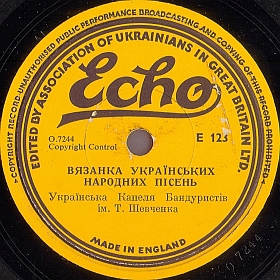 COPYRIGHT RECORD UNAUTHORISED PUBLIC PERFORMANCE BROADCASTING AND COPYING OF THIS RECORD
EDITED BY ASSOCIATION OF UKRAINIANS IN GREAT BRITAIN LTD.
Echo
O.7244
Copyright Control
E 123
ВЯЗАНКА УКРАЇНСЬКИХ
НАРОДНИХ ПІСЕНЬ
Українська Капеля Бандуристів
ім. Т. Шевченка
MADE IN ENGLAND
O 7244